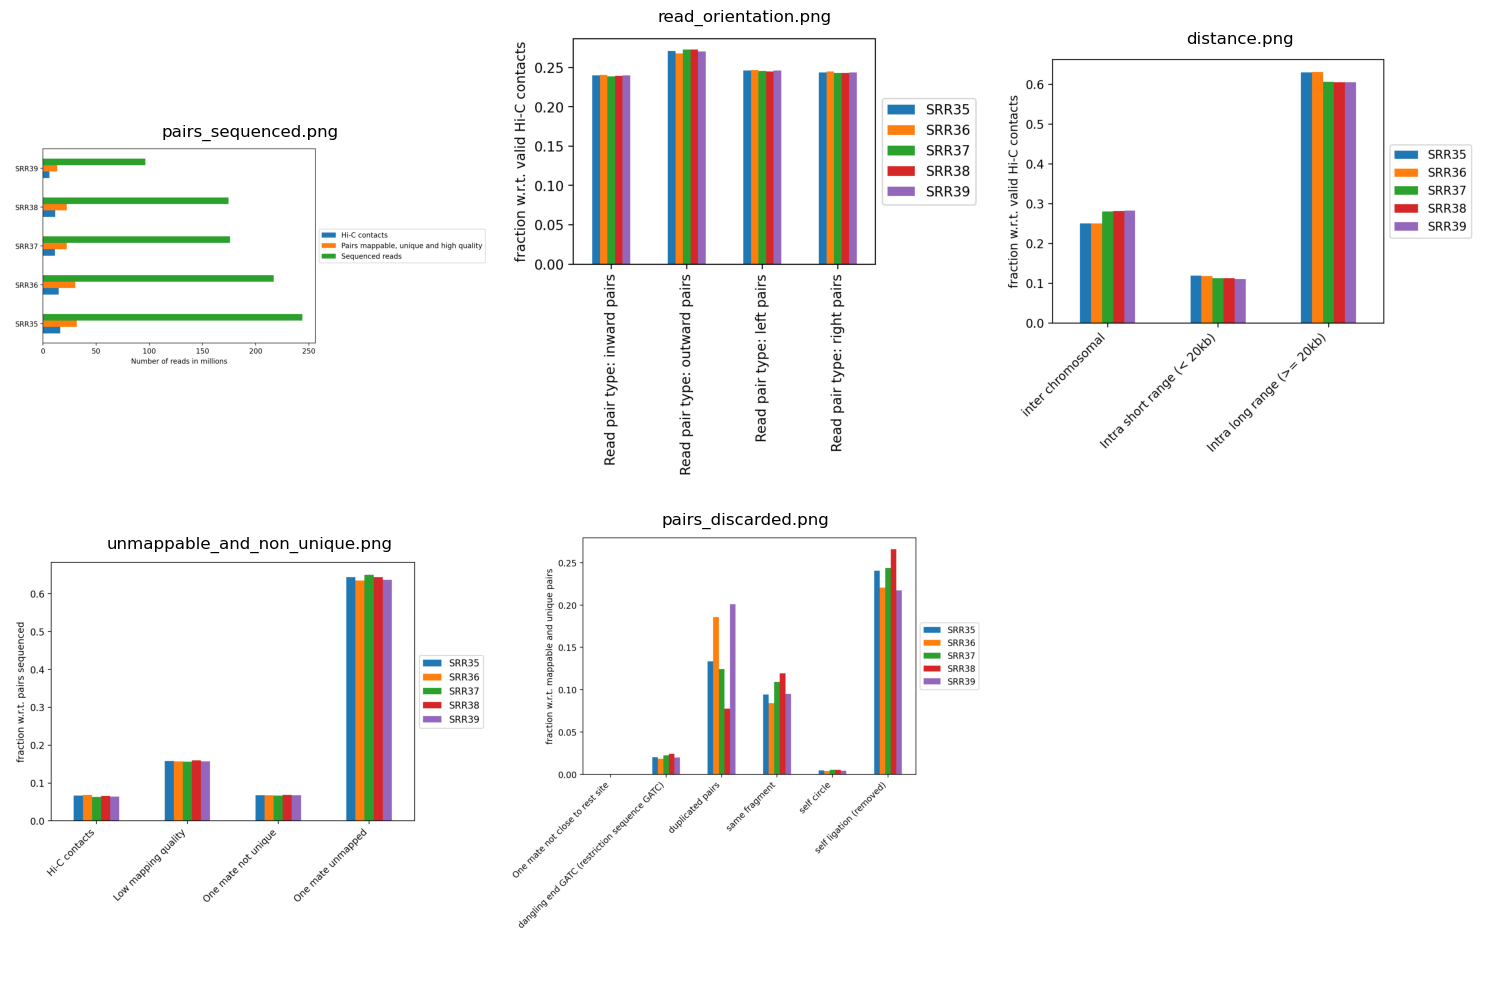 pairs_sequenced.png
SRR39
SRR38
SRR37
SRR36
SRR35
0
50
100
150
200
250
Number of reads in millions
Hi-C contacts
Pairs mappable, unique and high quality
Sequenced reads
read_orientation.png
fraction w.r.t. valid Hi-C contacts
0.25
0.20
0.15
0.10
0.05
0.00
Read pair type: inward pairs
Read pair type: outward pairs
Read pair type: left pairs
Read pair type: right pairs
SRR35
SRR36
SRR37
SRR38
SRR39
distance.png
fraction w.r.t. valid Hi-C contacts
0.6
0.5
0.4
0.3
0.2
0.1
0.0
inter chromosomal
Intra short range (< 20kb)
Intra long range (>= 20kb)
SRR35
SRR36
SRR37
SRR38
SRR39
unmappable_and_non_unique.png
fraction w.r.t. pairs sequenced
0.6
0.5
0.4
0.3
0.2
0.1
0.0
Hi-C contacts
Low mapping quality
One mate not unique
One mate unmapped
SRR35
SRR36
SRR37
SRR38
SRR39
pairs_discarded.png
fraction w.r.t. mappable and unique pairs
0.25
0.20
0.15
0.10
0.05
0.00
One mate not close to rest site
dangling end GATC (restriction sequence GATC)
duplicated pairs
same fragment
self circle
self ligation (removed)
SRR35
SRR36
SRR37
SRR38
SRR39